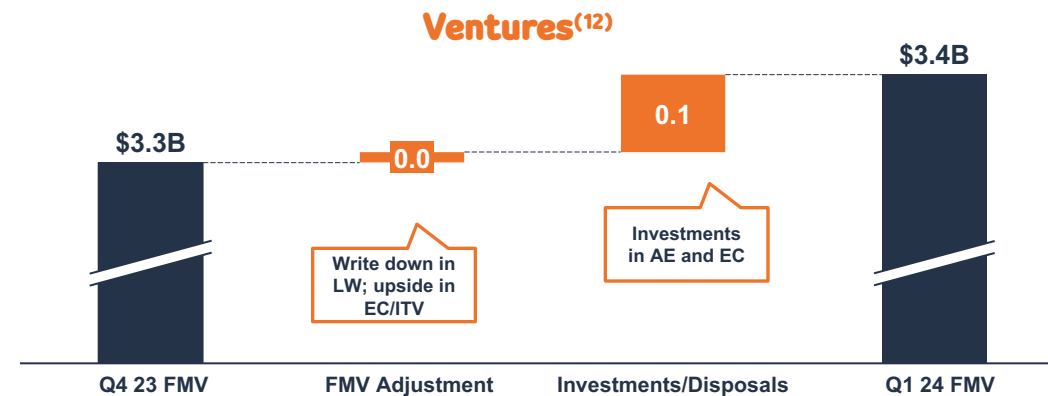 Ventures(12)
$3.3B
0.0
0.1
$3.4B
Write down in
LW; upside in
EC/ITV
Investments
in AE and EC
Q4 23 FMV
FMV Adjustment
Investments/Disposals
Q1 24 FMV